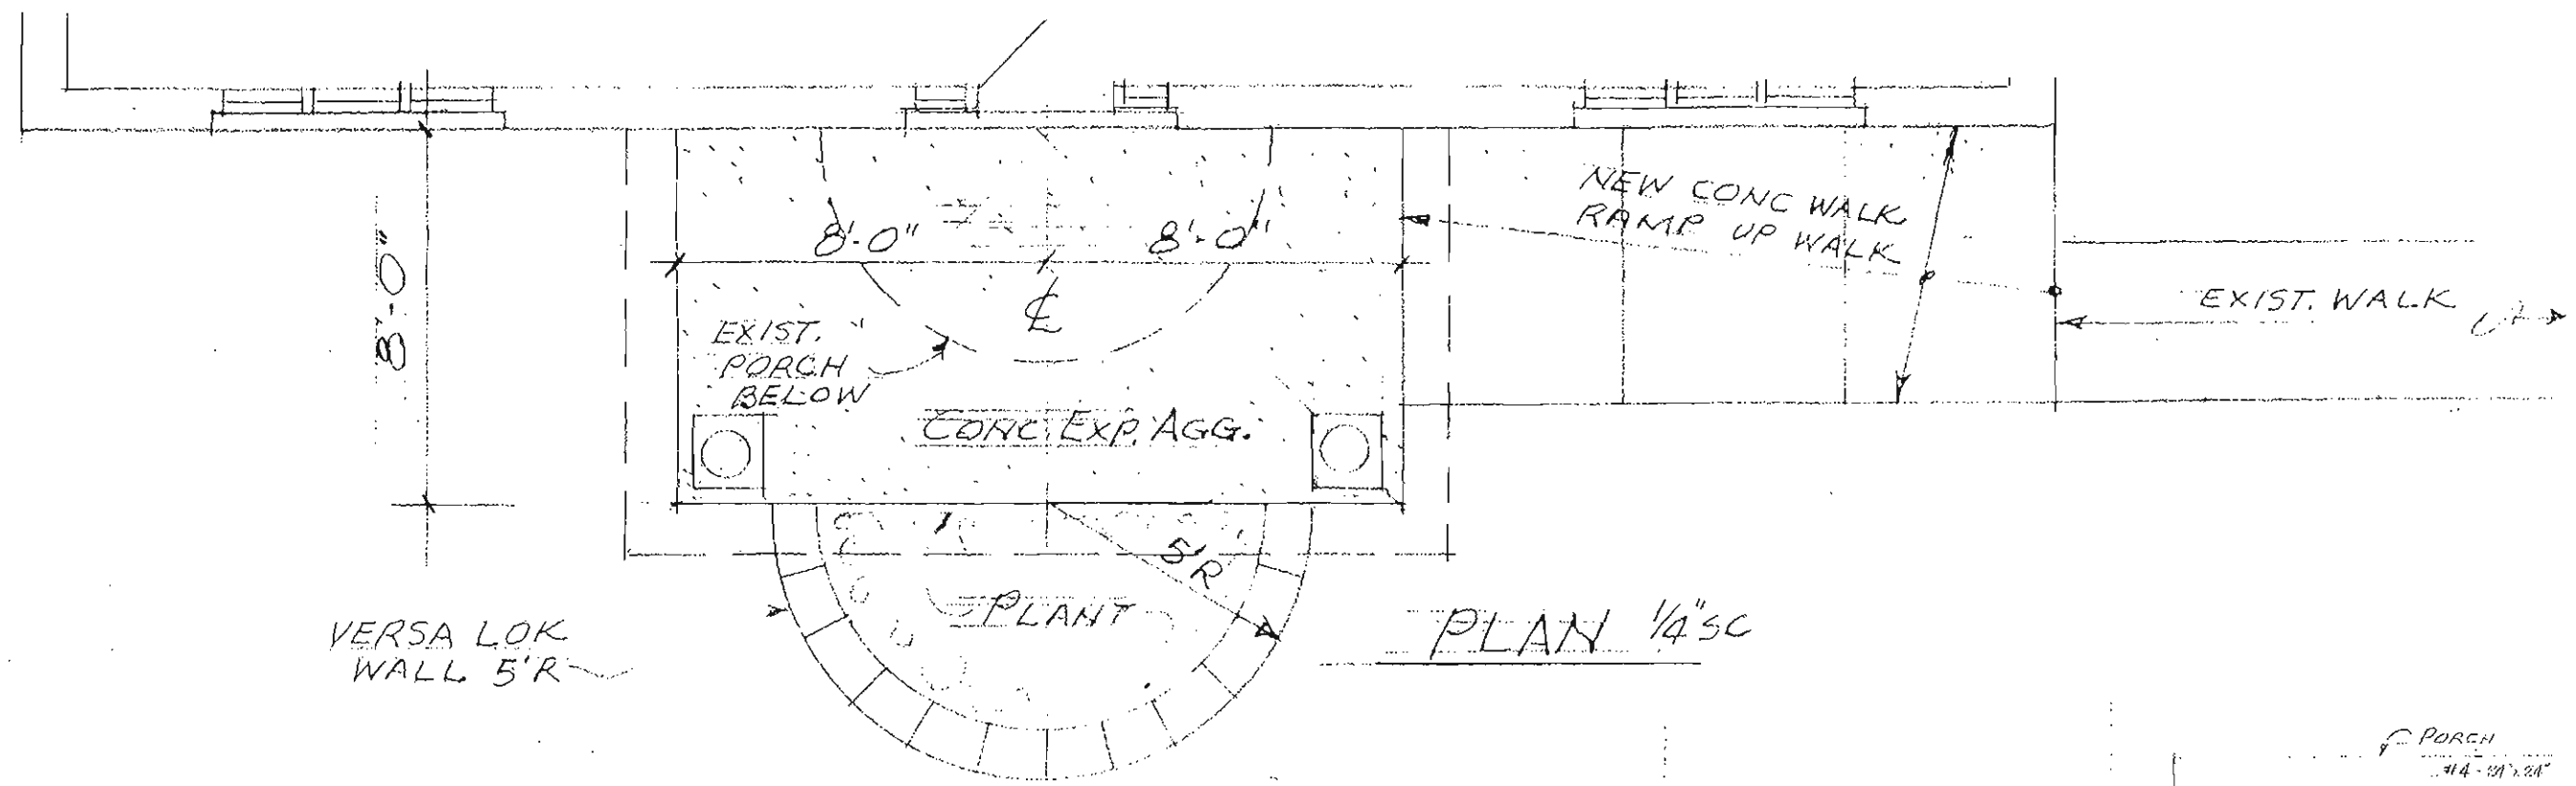 8'-0"
8'-0"
8'-0"
NEW CONC WALK
RAMP UP WALK
EXIST. WALK
℄
EXIST.
PORCH
BELOW
CONC. EXP. AGG.
5'R
PLANT
VERSA LOK
WALL 5'R
PLAN 1/4" SC
PORCH